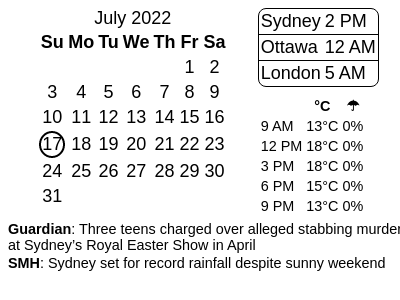 July 2022
Su Mo Tu We Th Fr Sa
1 2
3 4 5 6 7 8 9
10 11 12 13 14 15 16
17 18 19 20 21 22 23
24 25 26 27 28 29 30
31
Sydney 2 PM
Ottawa 12 AM
London 5 AM
°C ☂
9 AM 13°C 0%
12 PM 18°C 0%
3 PM 18°C 0%
6 PM 15°C 0%
9 PM 13°C 0%
Guardian: Three teens charged over alleged stabbing murder
at Sydney’s Royal Easter Show in April
SMH: Sydney set for record rainfall despite sunny weekend